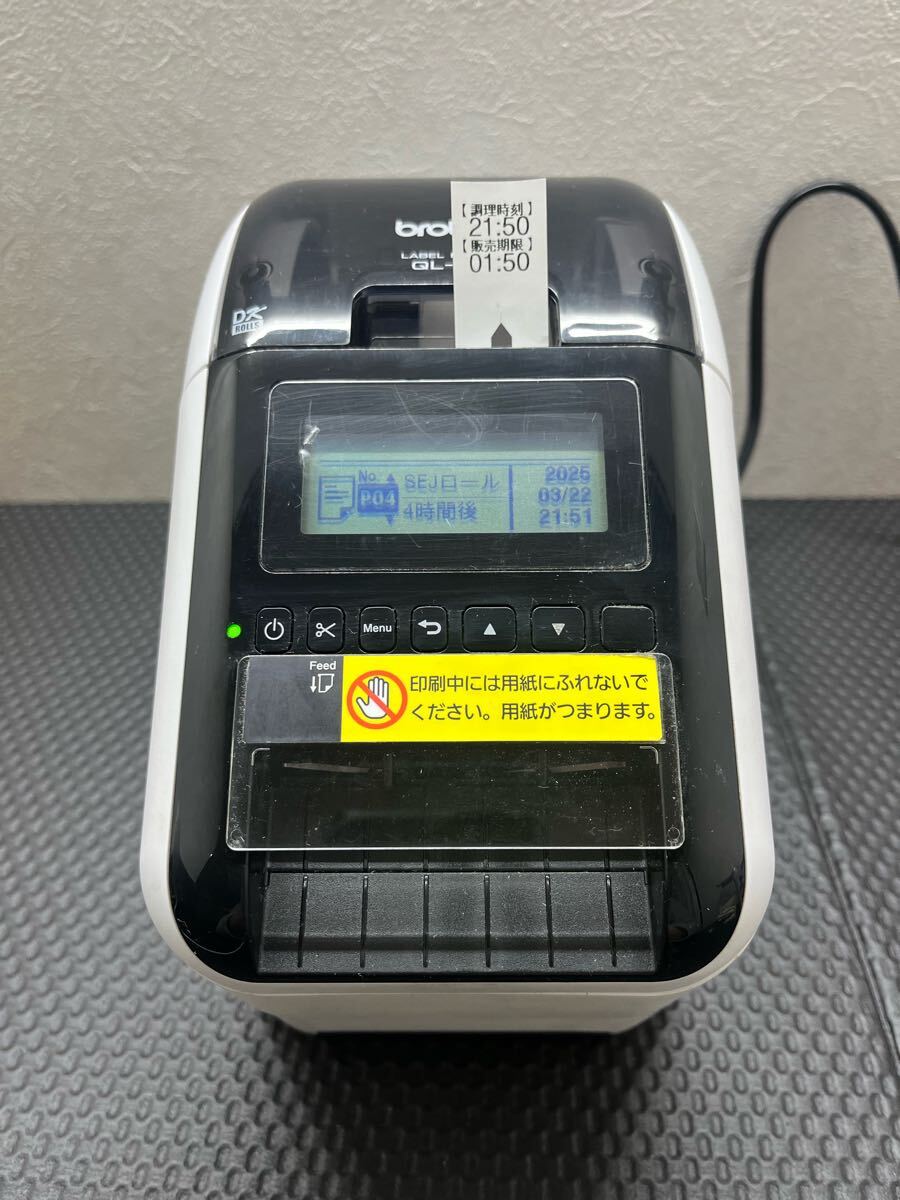 【調理時刻】
21:50
【販売期限】
01:50
DK
ROLLS
No.
P04
SEJロール
4時間後
2025
03/22
21:51
Menu
Feed
印刷中には用紙にふれないで
ください。用紙がつまります。